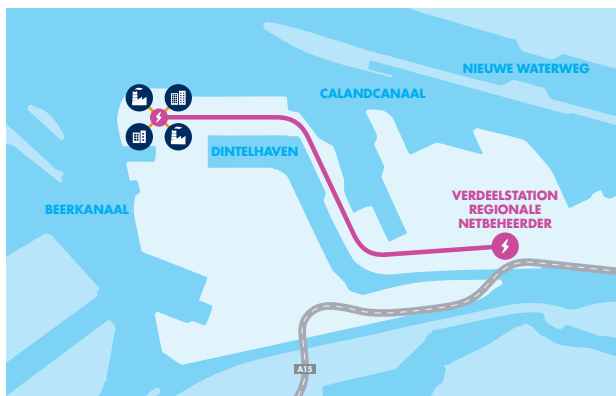 NIEUWE WATERWEG
CALANDCANAAL
DINTELHAVEN
BEERKANAAL
VERDEELSTATION
REGIONALE
NETBEHEERDER
A15